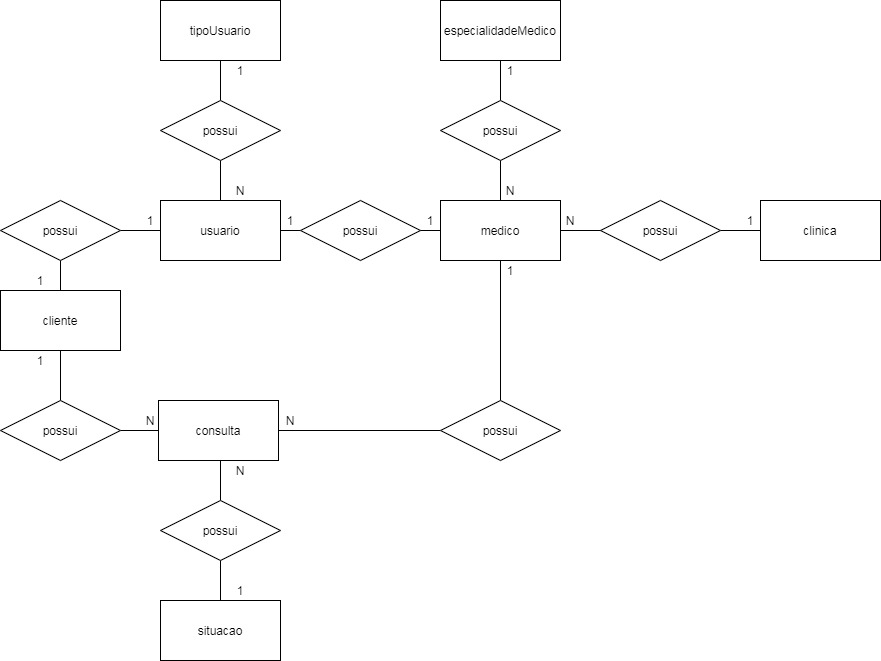 tipoUsuario
especialidadeMedico
1
1
possui
possui
N
N
possui
1
usuario
1
possui
1
medico
N
possui
1
clinica
1
1
cliente
1
possui
N
consulta
N
possui
N
possui
1
situacao